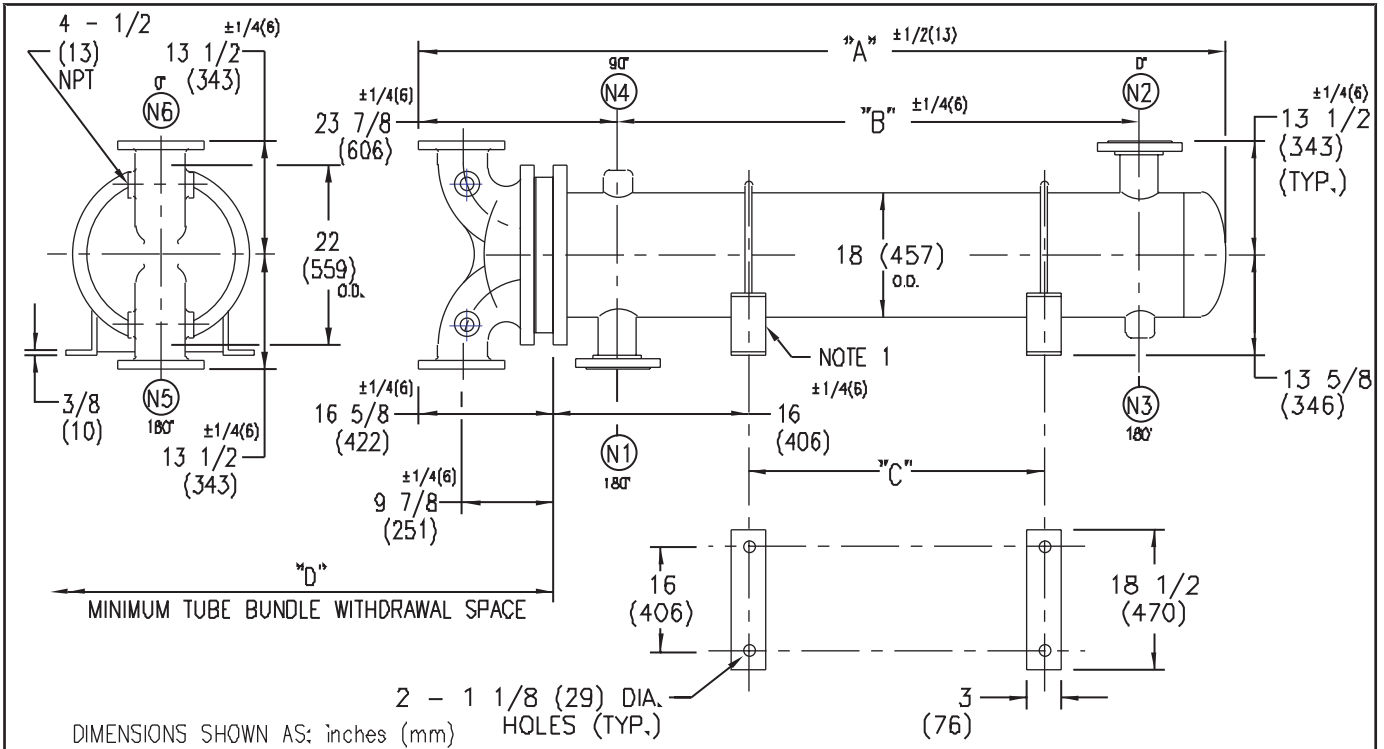 4 - 1/2
(13)
NPT
±1/4(6)
13 1/2
(343)
0°
N6
22
(559)
O.D.
3/8
(10)
N5
180°
±1/4(6)
13 1/2
(343)
"A" ±1/2(13)
±1/4(6)
23 7/8
(606)
90°
N4
"B" ±1/4(6)
0°
N2
±1/4(6)
13 1/2
(343)
(TYP.)
18 (457)
O.D.
NOTE 1
±1/4(6)
16 5/8
(422)
±1/4(6)
16
(406)
13 5/8
(346)
N1
180°
N3
180°
±1/4(6)
9 7/8
(251)
"C"
"D"
MINIMUM TUBE BUNDLE WITHDRAWAL SPACE
16
(406)
18 1/2
(470)
2 - 1 1/8 (29) DIA.
HOLES (TYP.)
3
(76)
DIMENSIONS SHOWN AS: inches (mm)